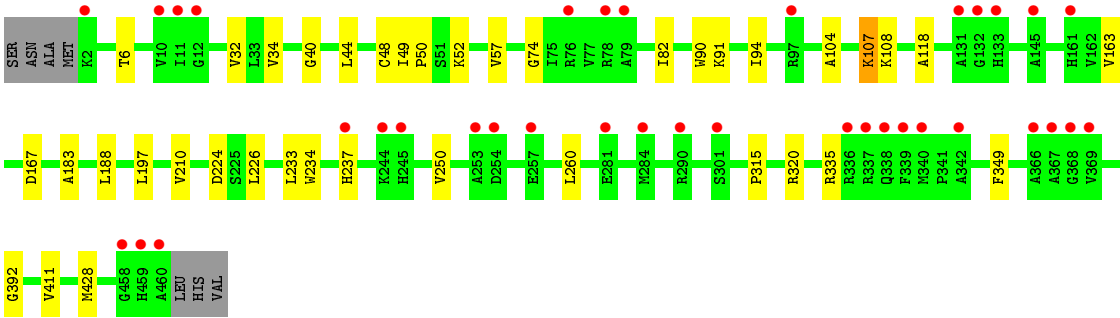 SER ASN ALA MET K2 V10 I11 G12 T6 V32 L33 V34 G40 L44 C48 I49 P50 S51 K52 V57 G74 I75 R76 V77 R78 A79 I82 W90 K91 I94 R97 A104 K107 K108 A118 A131 G132 H133 A145 H161 V162 V163
D167 A183 L188 L197 V210 D224 S225 L226 L233 W234 H237 K244 H245 V250 A253 D254 E257 L260 E281 M284 R290 S301 P315 R320 R335 R336 R337 Q338 F339 M340 P341 A342 F349 A366 A367 G368 V369
G392 V411 M428 G458 H459 A460 LEU HIS VAL